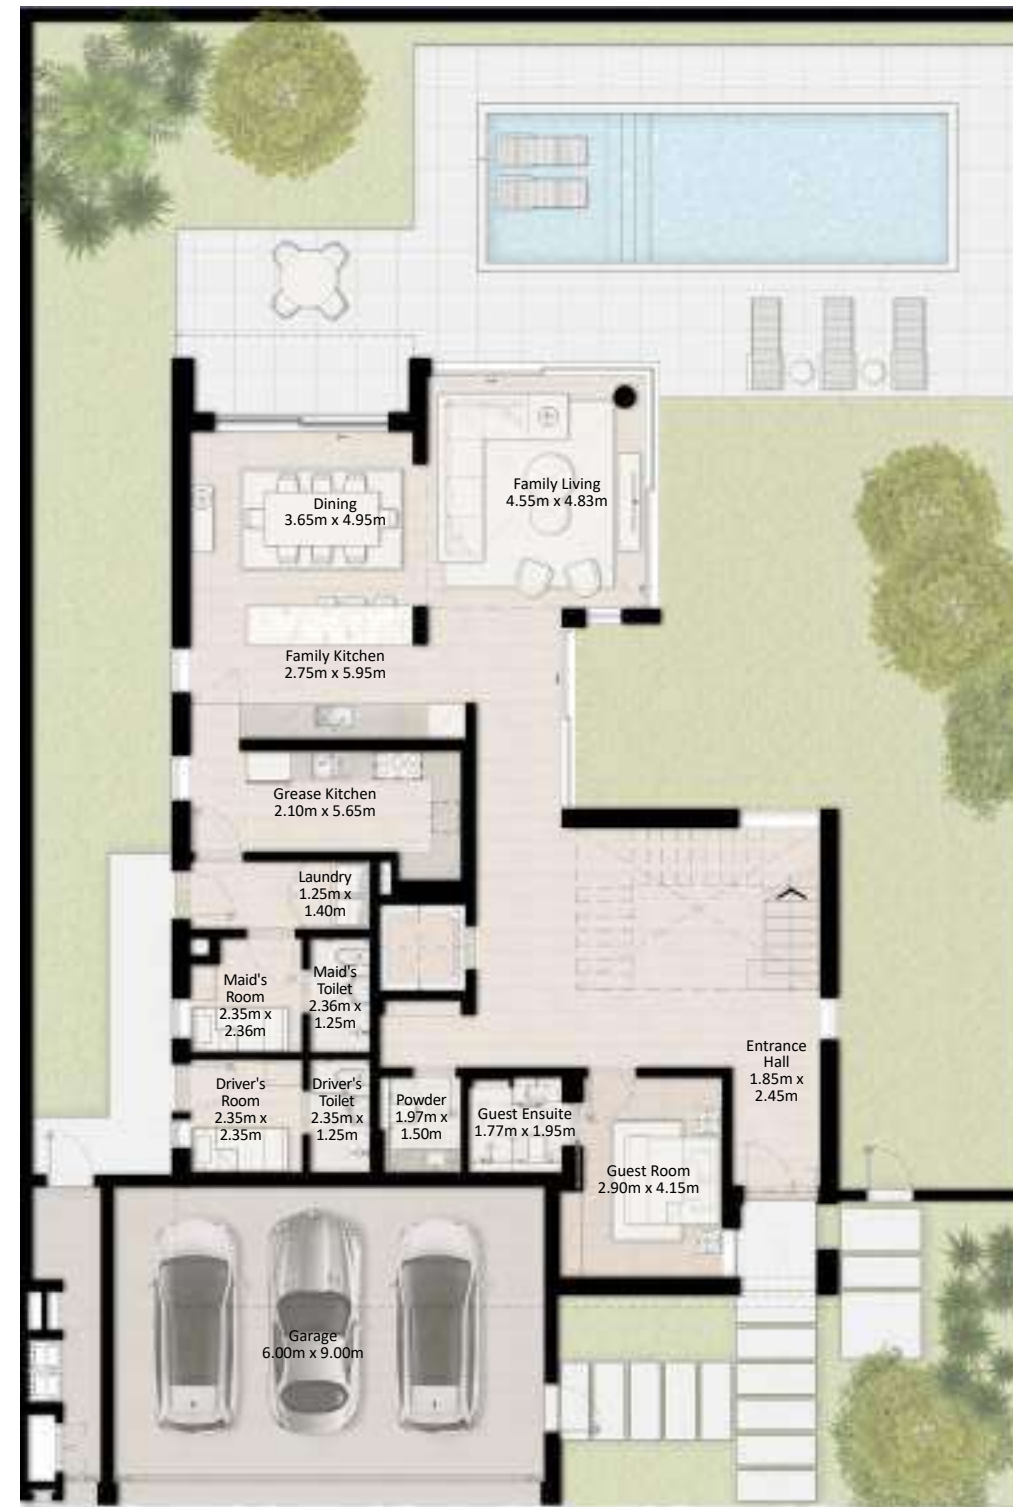 Family Living
4.55m x 4.83m
Dining
3.65m x 4.95m
Family Kitchen
2.75m x 5.95m
Grease Kitchen
2.10m x 5.65m
Laundry
1.25m x
1.40m
Maid's
Room
2.35m x
2.36m
Maid's
Toilet
2.36m x
1.25m
Entrance
Hall
1.85m x
2.45m
Driver's
Room
2.35m x
2.35m
Driver's
Toilet
2.35m x
1.25m
Powder
1.97m x
1.50m
Guest Ensuite
1.77m x 1.95m
Guest Room
2.90m x 4.15m
Garage
6.00m x 9.00m